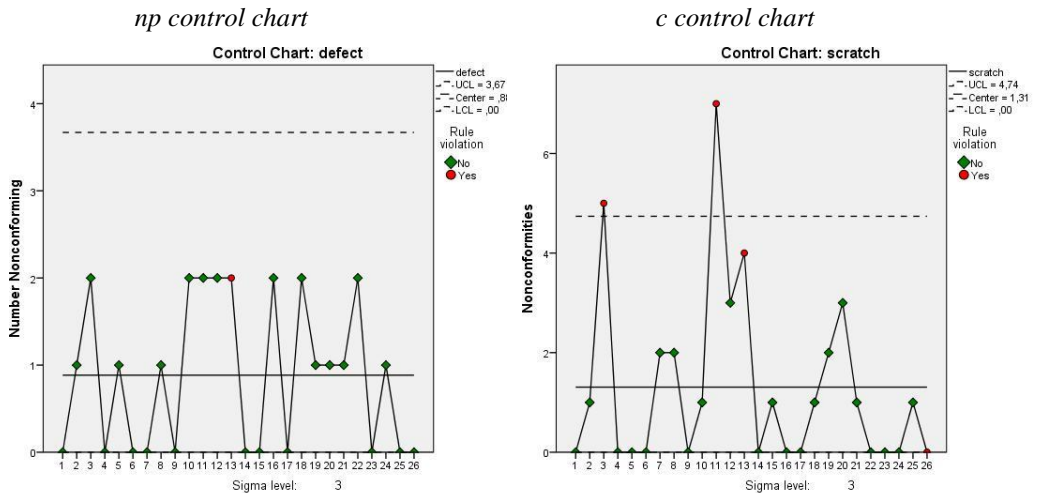 np control chart
Control Chart: defect
defect
UCL = 3,67
Center = ,88
LCL = ,00
Rule
violation
No
Yes
Number Nonconforming
4
3
2
1
0
1 2 3 4 5 6 7 8 9 10 11 12 13 14 15 16 17 18 19 20 21 22 23 24 25 26
Sigma level: 3
c control chart
Control Chart: scratch
scratch
UCL = 4,74
Center = 1,31
LCL = ,00
Rule
violation
No
Yes
Nonconformities
6
4
2
0
1 2 3 4 5 6 7 8 9 10 11 12 13 14 15 16 17 18 19 20 21 22 23 24 25 26
Sigma level: 3